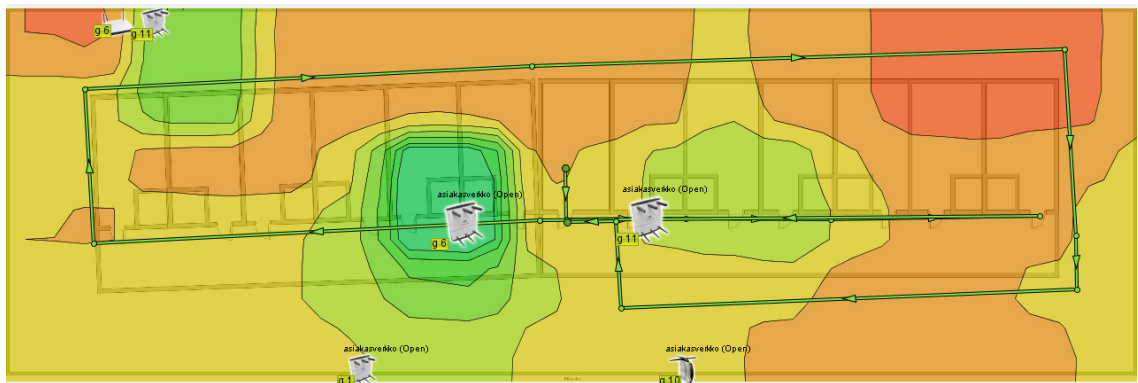 g 6
g 11
asiakasverkko (Open)
asiakasverkko (Open)
g 6
g 11
asiakasverkko (Open)
asiakasverkko (Open)
g 1
g 10